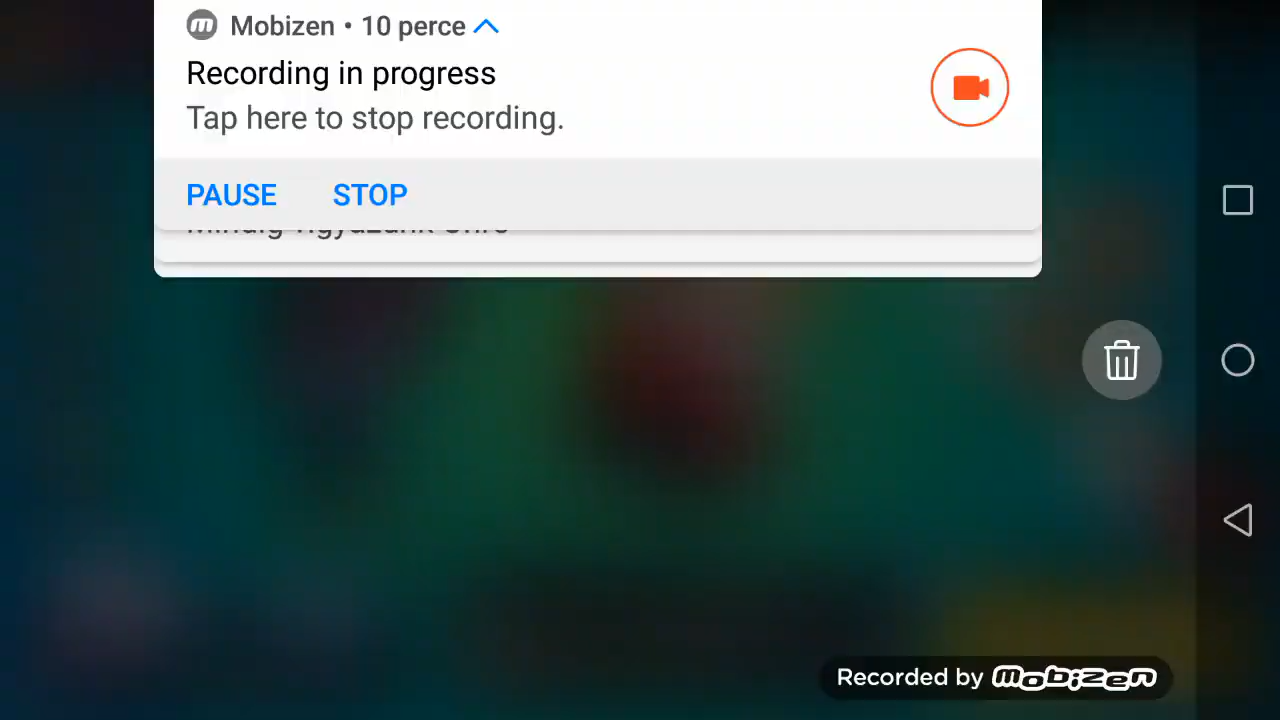 m Mobizen • 10 perce
Recording in progress
Tap here to stop recording.
PAUSE STOP
Recorded by mobizen